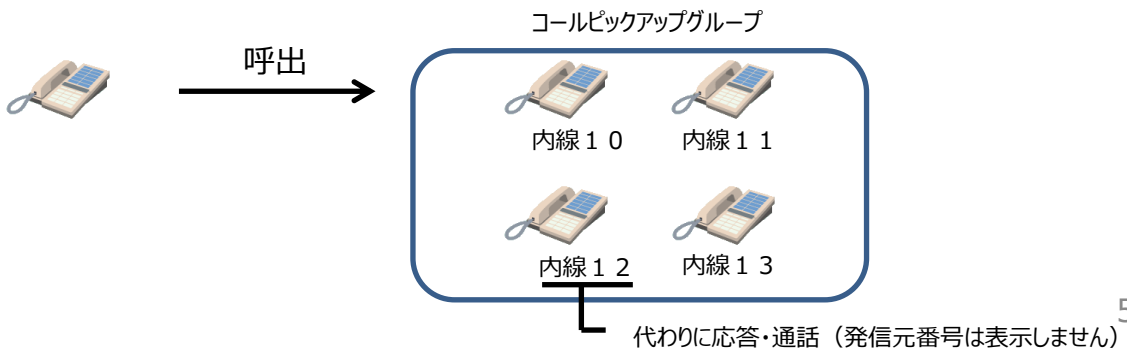 コールピックアップグループ
呼出
内線１０
内線１１
内線１２
内線１３
代わりに応答・通話（発信元番号は表示しません）
5